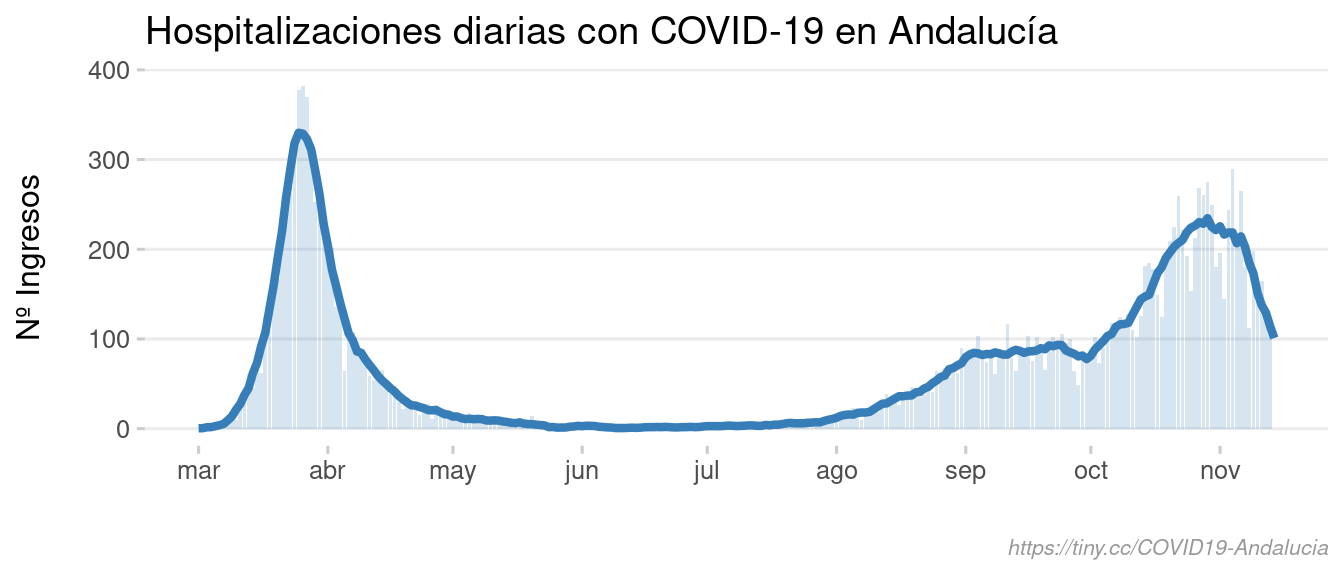 Hospitalizaciones diarias con COVID-19 en Andalucía
Nº Ingresos
400
300
200
100
0
mar abr may jun jul ago sep oct nov
https://tiny.cc/COVID19-Andalucia